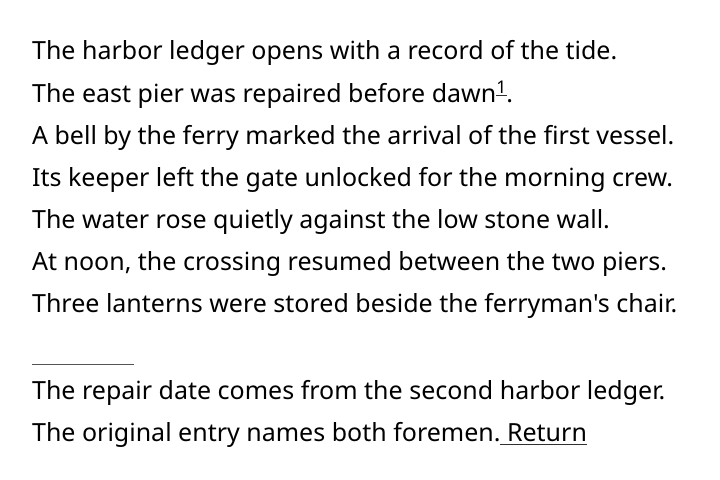 The harbor ledger opens with a record of the tide.
The east pier was repaired before dawn¹.
A bell by the ferry marked the arrival of the first vessel.
Its keeper left the gate unlocked for the morning crew.
The water rose quietly against the low stone wall.
At noon, the crossing resumed between the two piers.
Three lanterns were stored beside the ferryman's chair.
The repair date comes from the second harbor ledger.
The original entry names both foremen. Return